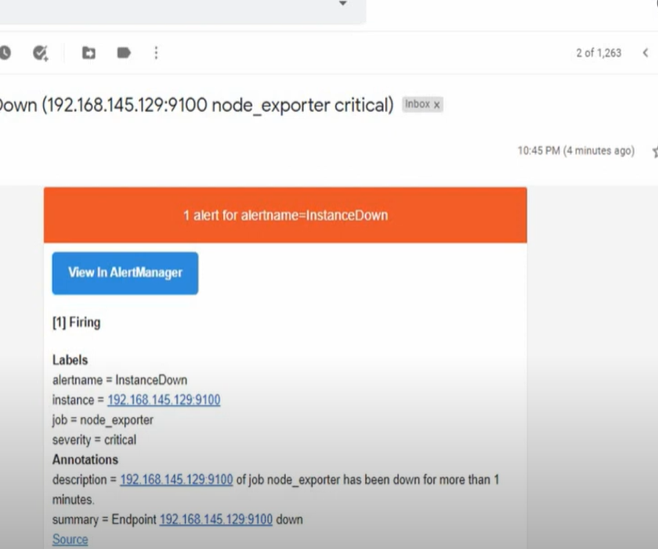 2 of 1,263
own (192.168.145.129:9100 node_exporter critical) Inbox x
10:45 PM (4 minutes ago)
1 alert for alertname=InstanceDown
View In AlertManager
[1] Firing
Labels
alertname = InstanceDown
instance = 192.168.145.129:9100
job = node_exporter
severity = critical
Annotations
description = 192.168.145.129:9100 of job node_exporter has been down for more than 1
minutes.
summary = Endpoint 192.168.145.129:9100 down
Source